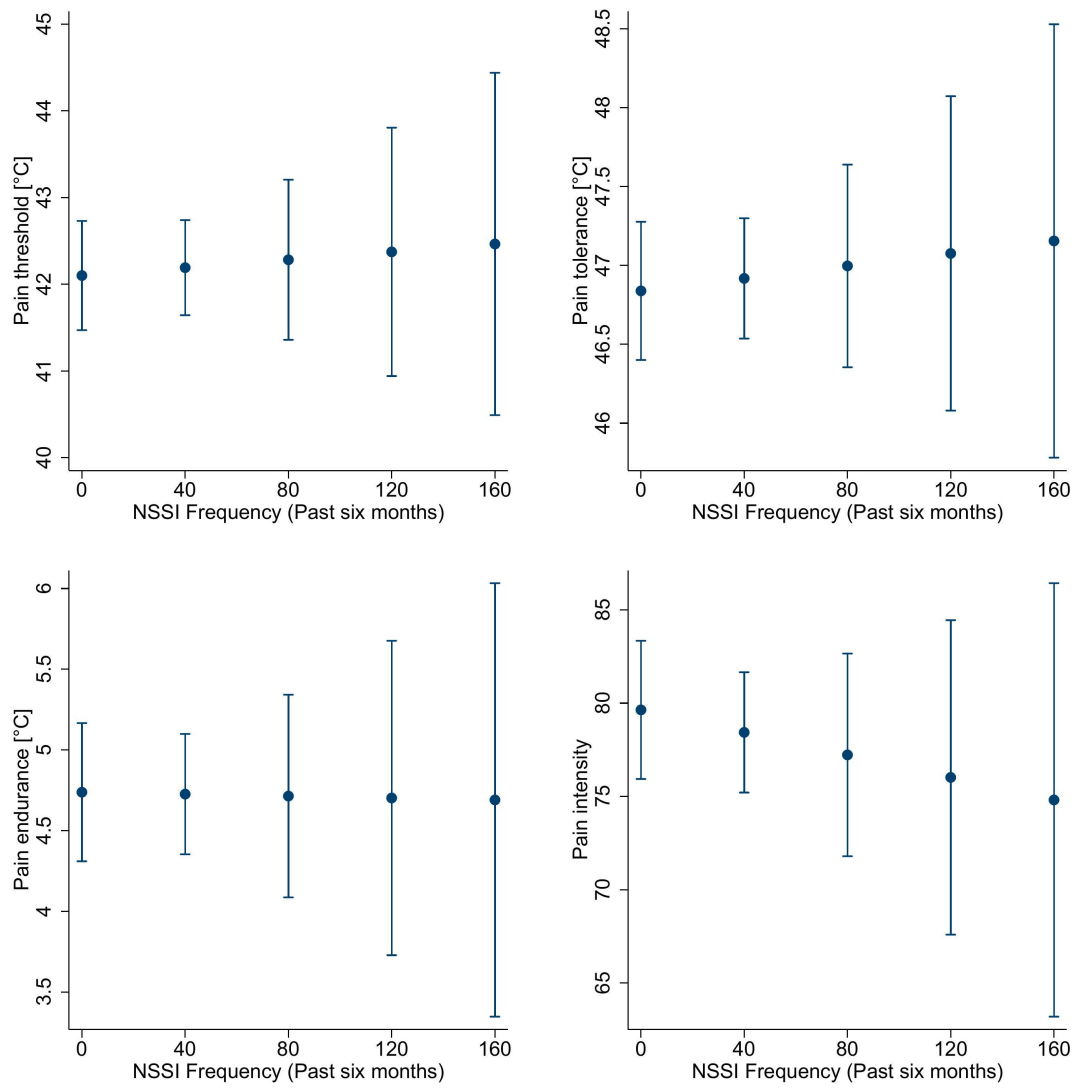 Pain threshold [°C]
45
44
43
42
41
40
0 40 80 120 160
NSSI Frequency (Past six months)
Pain tolerance [°C]
48.5
48
47.5
47
46.5
46
0 40 80 120 160
NSSI Frequency (Past six months)
Pain endurance [°C]
6
5.5
5
4.5
4
3.5
0 40 80 120 160
NSSI Frequency (Past six months)
Pain intensity
85
80
75
70
65
0 40 80 120 160
NSSI Frequency (Past six months)